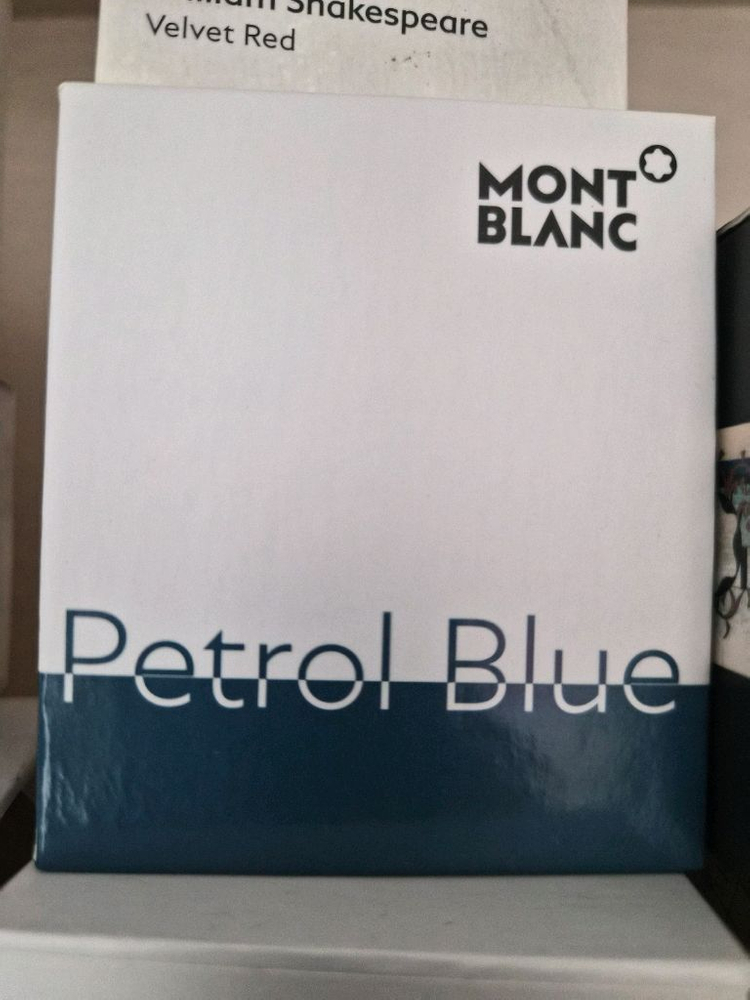 Shakespeare
Velvet Red
MONT
BLANC
Petrol Blue